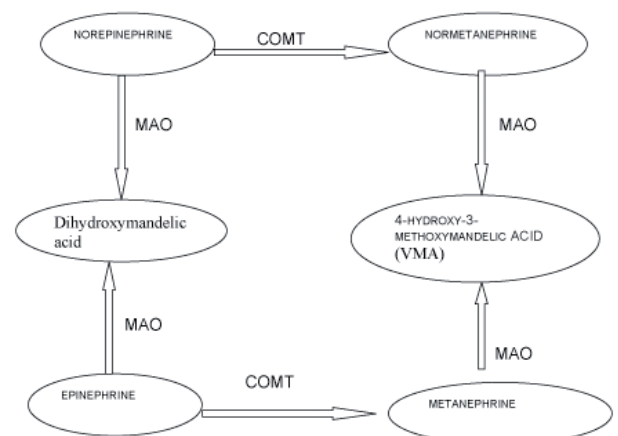 NOREPINEPHRINE
COMT
NORMETANEPHRINE
MAO
MAO
Dihydroxymandelic
acid
4-HYDROXY-3-
METHOXYMANDELIC ACID
(VMA)
MAO
MAO
EPINEPHRINE
COMT
METANEPHRINE